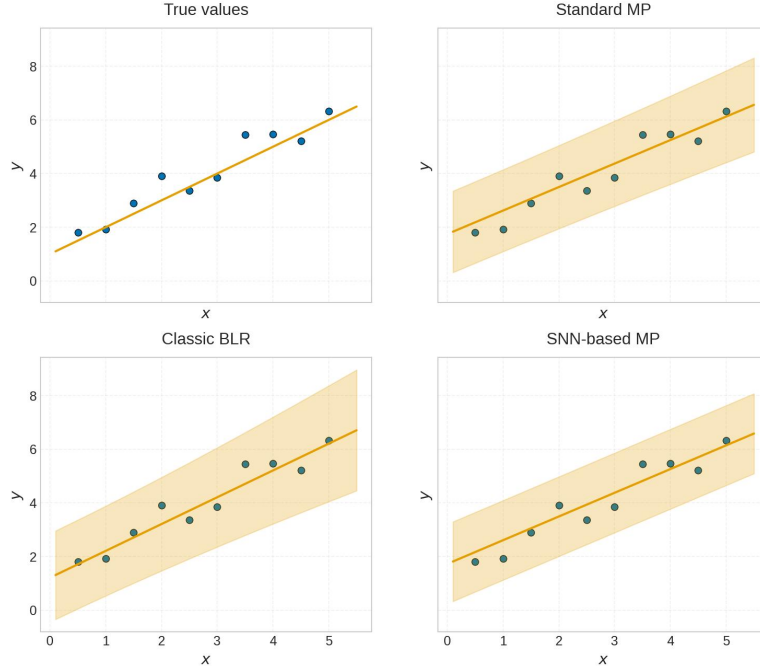 True values
8
6
4
2
0
y
x
Standard MP
y
x
Classic BLR
8
6
4
2
0
y
0 1 2 3 4 5
x
SNN-based MP
y
0 1 2 3 4 5
x